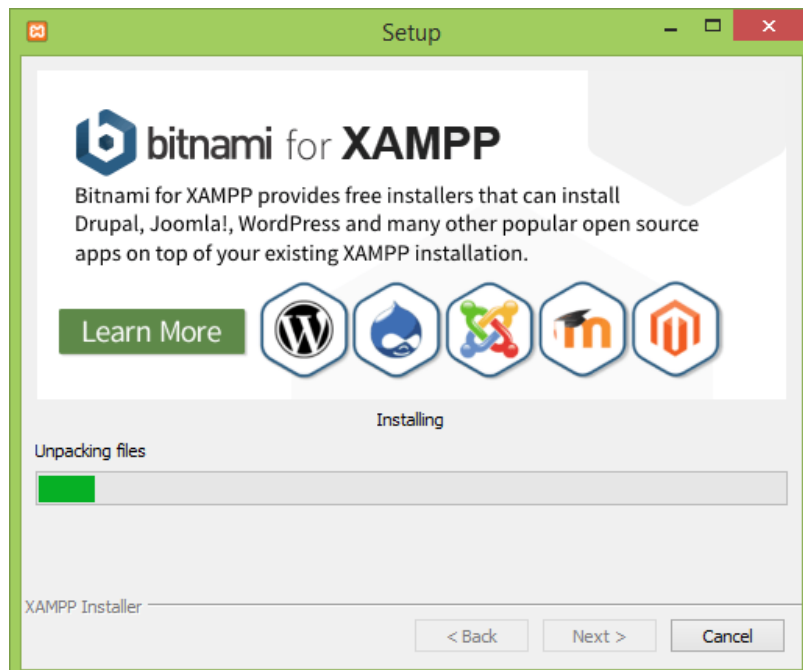 Setup
bitnami for XAMPP
Bitnami for XAMPP provides free installers that can install
Drupal, Joomla!, WordPress and many other popular open source
apps on top of your existing XAMPP installation.
Learn More
Installing
Unpacking files
XAMPP Installer
< Back Next > Cancel